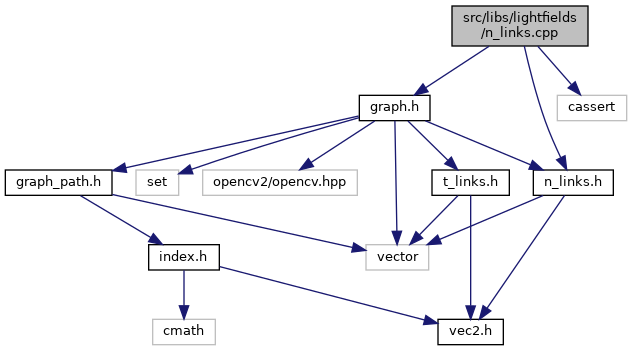 src/libs/lightfields
/n_links.cpp
graph.h
cassert
graph_path.h
set
opencv2/opencv.hpp
t_links.h
n_links.h
index.h
vector
cmath
vec2.h